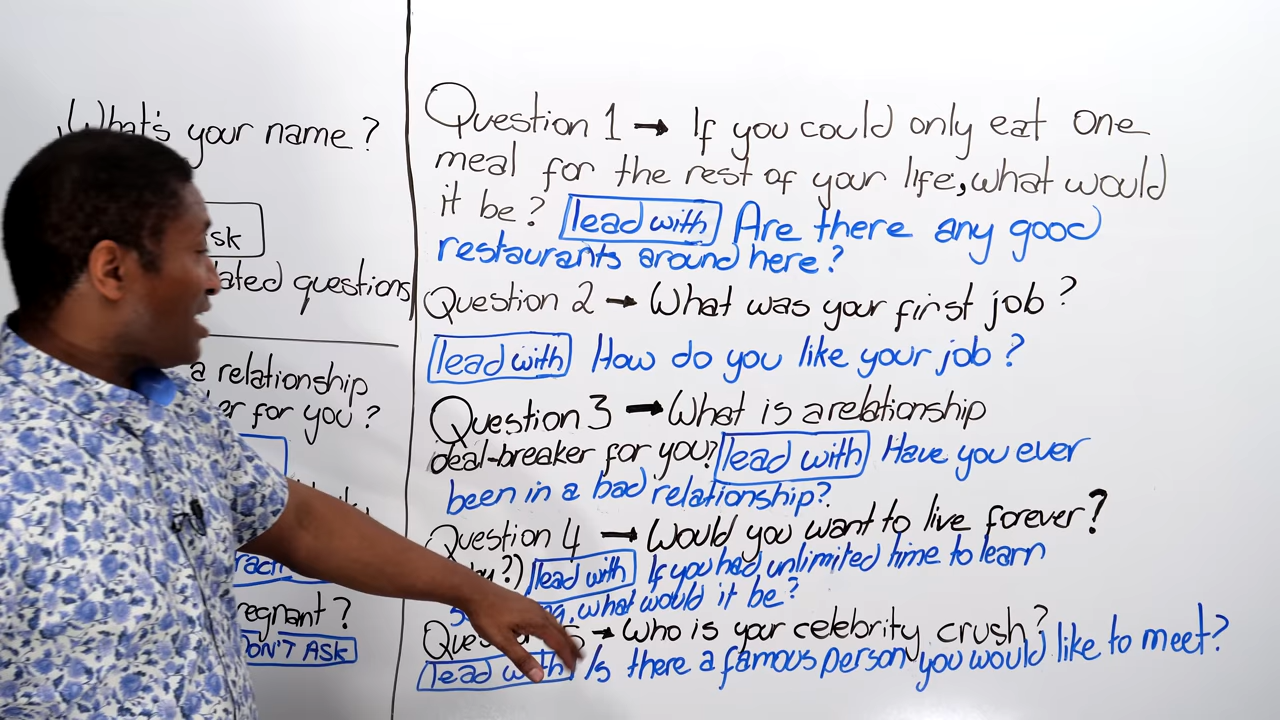 What's your name?
sk
ated questions
a relationship
er for you?
egnant?
ON'T ASK
Question 1 → If you could only eat one
meal for the rest of your life, what would
it be? lead with Are there any good
restaurants around here?
Question 2 → What was your first job?
lead with How do you like your job?
Question 3 → What is a relationship
deal-breaker for you? lead with Have you ever
been in a bad relationship?
Question 4 → Would you want to live forever?
?) lead with If you had unlimited time to learn
what would it be?
Que 5 → Who is your celebrity crush?
lead with Is there a famous person you would like to meet?